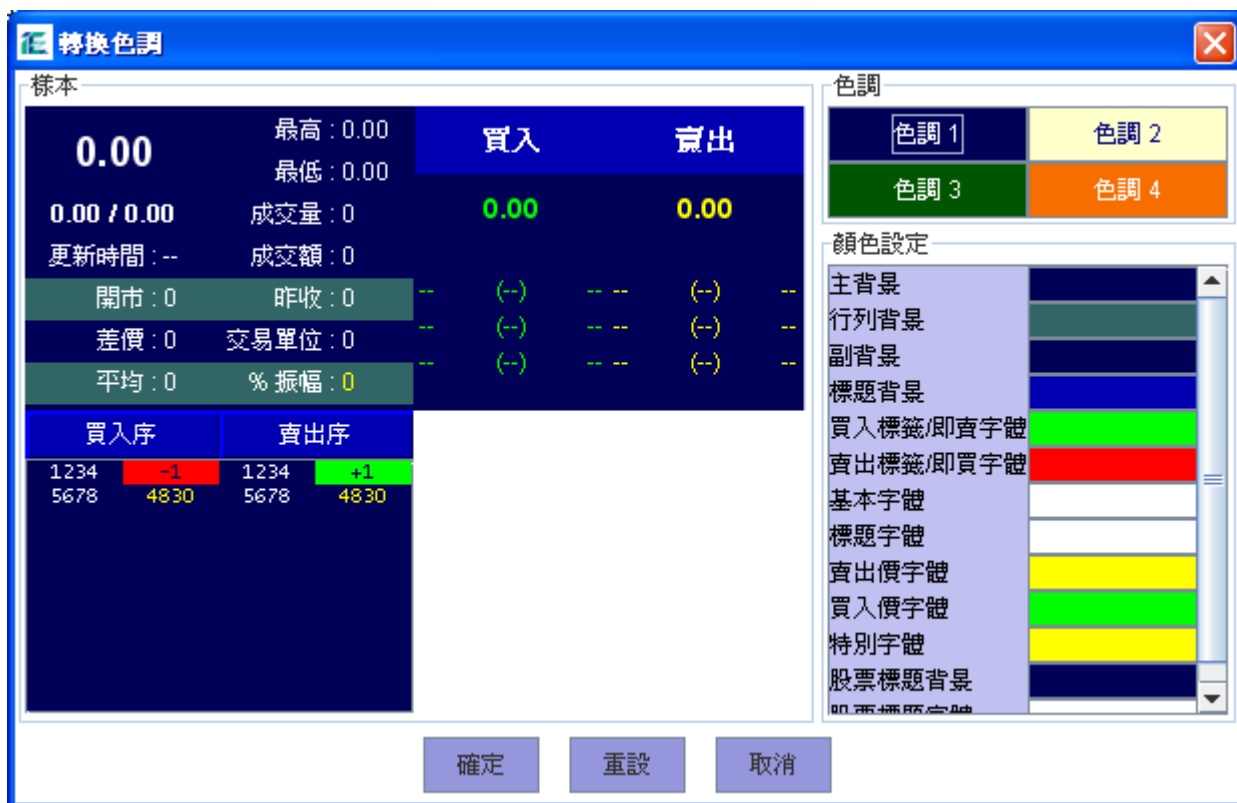 轉換色調
樣本
0.00 最高 : 0.00
最低 : 0.00
0.00 / 0.00 成交量 : 0
更新時間 : -- 成交額 : 0
開市 : 0 昨收 : 0
差價 : 0 交易單位 : 0
平均 : 0 % 振幅 : 0
買入 賣出
0.00 0.00
-- (--) -- -- (--) --
-- (--) -- -- (--) --
-- (--) -- -- (--) --
買入序 賣出序
1234 -1 1234 +1
5678 4830 5678 4830
色調
色調 1 色調 2
色調 3 色調 4
顏色設定
主背景
行列背景
副背景
標題背景
買入標籤/即賣字體
賣出標籤/即買字體
基本字體
標題字體
賣出價字體
買入價字體
特別字體
股票標題背景
股票標題字體
確定 重設 取消